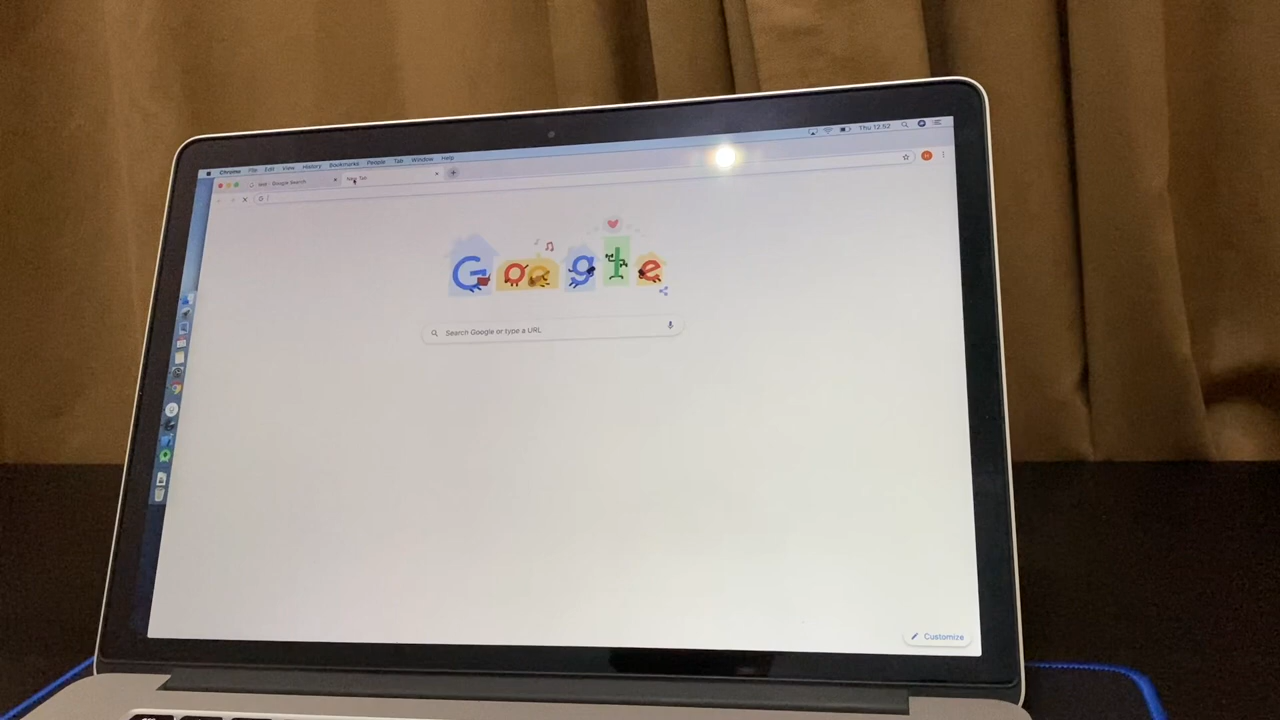 Chrome File Edit View History Bookmarks People Tab Window Help Thu 12.52
Google Search New Tab
Google
Search Google or type a URL
Customize